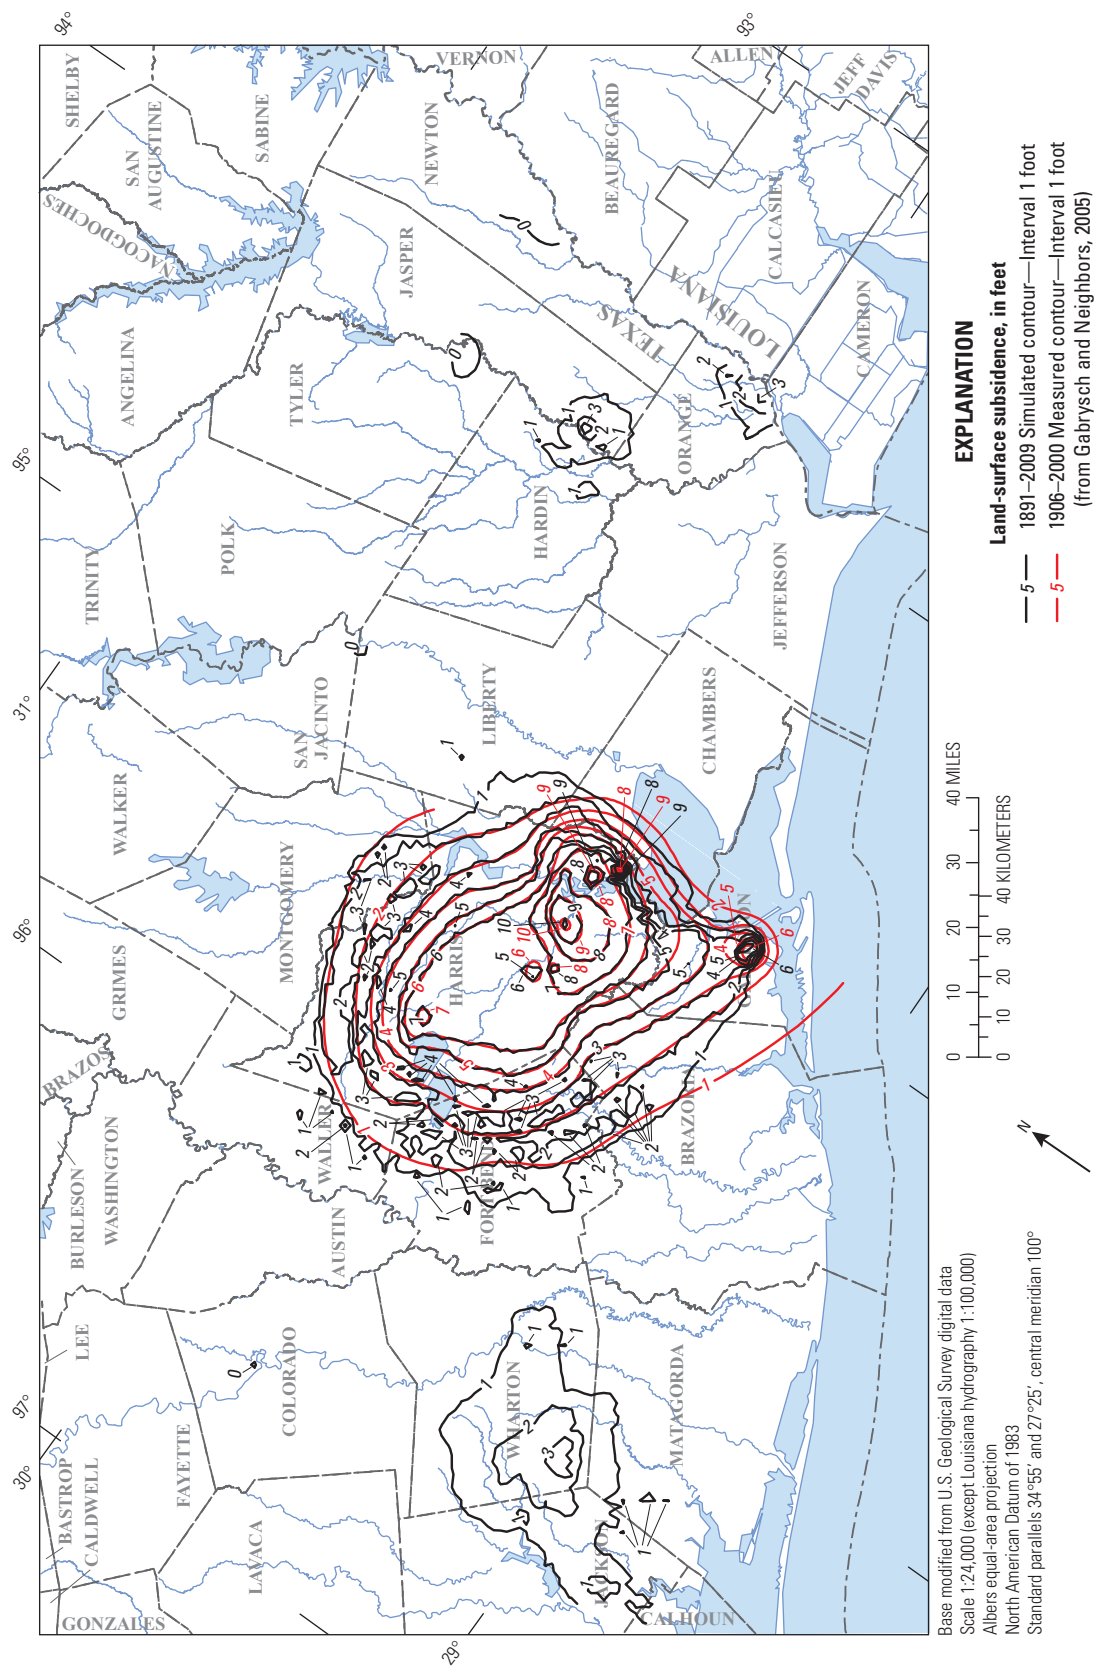 94°
93°
95°
31°
96°
97°
30°
29°
SHELBY
SAN
AUGUSTINE
SABINE
VERNON
ALLEN
JEFF
DAVIS
NACOGDOCHES
NEWTON
BEAUREGARD
JASPER
CALCASIEU
ANGELINA
TYLER
TEXAS
LOUISIANA
CAMERON
ORANGE
TRINITY
POLK
HARDIN
JEFFERSON
SAN
JACINTO
LIBERTY
CHAMBERS
WALKER
MONTGOMERY
GRIMES
HARRIS
BRAZOS
WALLER
FORT BEND
BRAZORIA
WASHINGTON
BURLESON
AUSTIN
LEE
COLORADO
WHARTON
MATAGORDA
FAYETTE
BASTROP
CALDWELL
LAVACA
JACKSON
GONZALES
CALHOUN
EXPLANATION
Land-surface subsidence, in feet
5 1891–2009 Simulated contour—Interval 1 foot
5 1906–2000 Measured contour—Interval 1 foot
(from Gabrysch and Neighbors, 2005)
0 10 20 30 40 MILES
0 10 20 30 40 KILOMETERS
N
Base modified from U.S. Geological Survey digital data
Scale 1:24,000 (except Louisiana hydrography 1:100,000)
Albers equal-area projection
North American Datum of 1983
Standard parallels 34°55' and 27°25', central meridian 100°